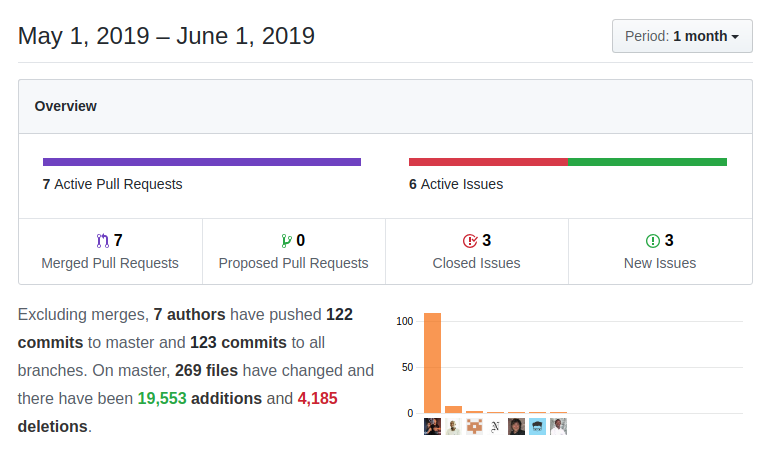 May 1, 2019 – June 1, 2019
Period: 1 month
Overview
7 Active Pull Requests
6 Active Issues
7
Merged Pull Requests
0
Proposed Pull Requests
3
Closed Issues
3
New Issues
Excluding merges, 7 authors have pushed 122
commits to master and 123 commits to all
branches. On master, 269 files have changed and
there have been 19,553 additions and 4,185
deletions.
100
50
0